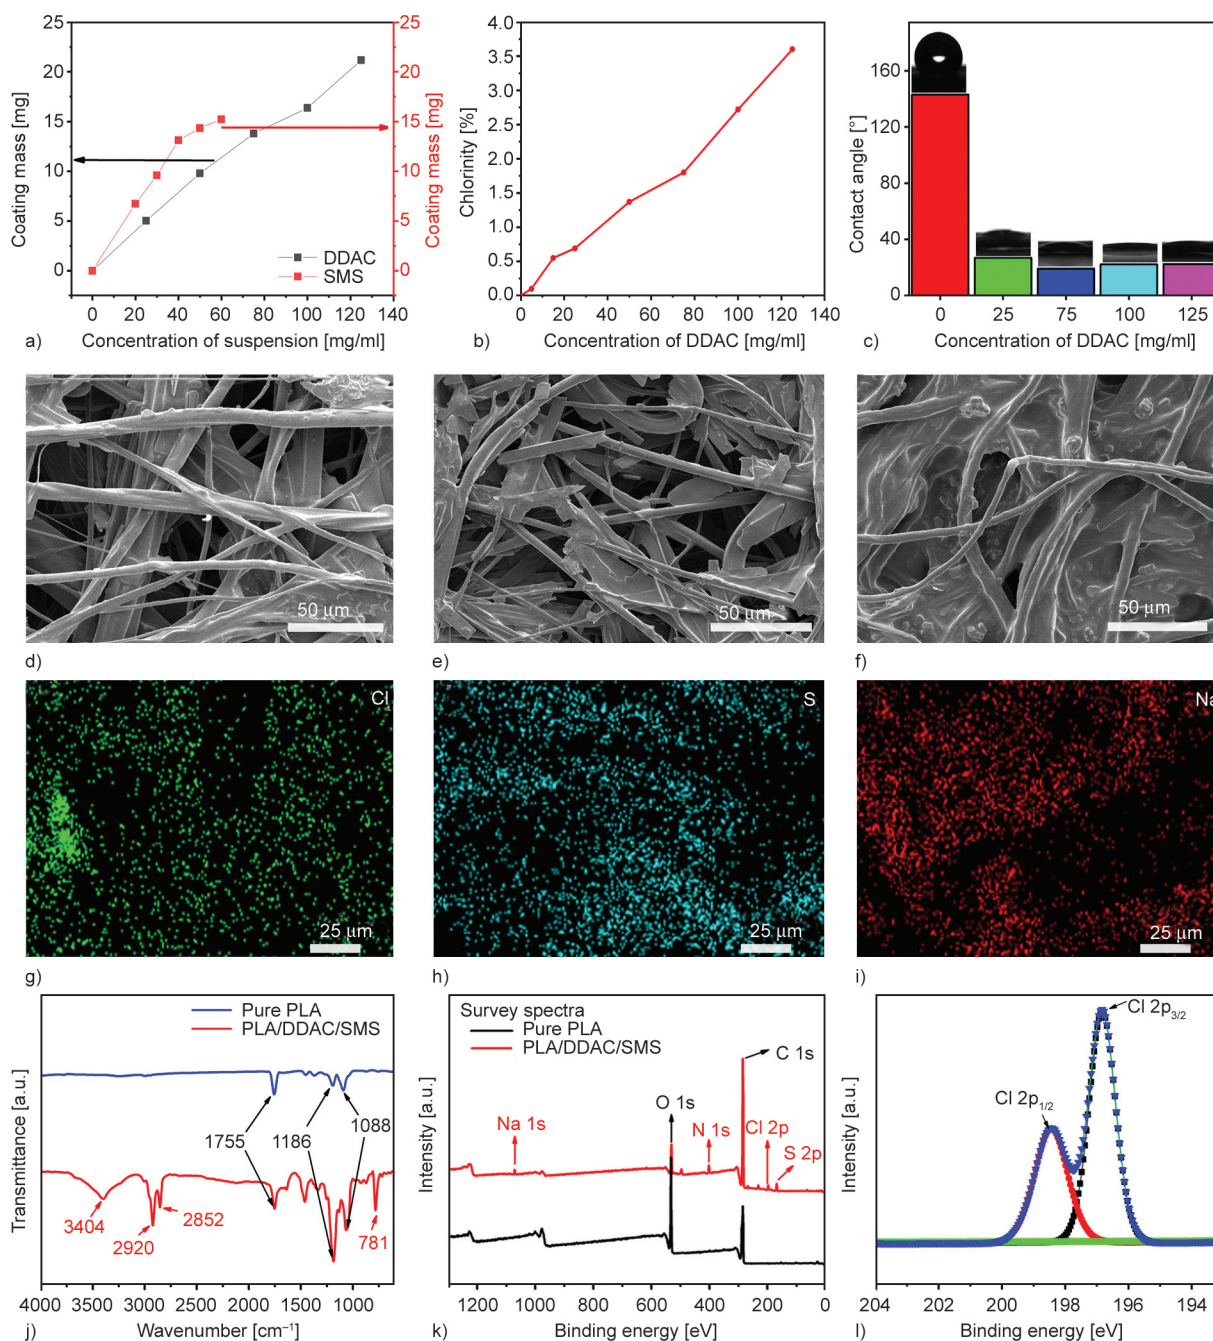 25
20
15
10
5
0
Coating mass [mg]
25
20
15
10
5
0
Coating mass [mg]
DDAC
SMS
0 20 40 60 80 100 120 140
a) Concentration of suspension [mg/ml]
4.0
3.5
3.0
2.5
2.0
1.5
1.0
0.5
0.0
Chlorinity [%]
0 20 40 60 80 100 120 140
b) Concentration of DDAC [mg/ml]
160
120
80
40
0
Contact angle [°]
0 25 75 100 125
c) Concentration of DDAC [mg/ml]
50 μm
d)
50 μm
e)
50 μm
f)
Cl
25 μm
g)
S
25 μm
h)
Na
25 μm
i)
Pure PLA
PLA/DDAC/SMS
Transmittance [a.u.]
1755
1186
1088
3404
2920
2852
781
4000 3500 3000 2500 2000 1500 1000
j) Wavenumber [cm⁻¹]
Survey spectra
Pure PLA
PLA/DDAC/SMS
Intensity [a.u.]
C 1s
O 1s
Na 1s
N 1s
Cl 2p
S 2p
1200 1000 800 600 400 200 0
k) Binding energy [eV]
Cl 2p3/2
Cl 2p1/2
Intensity [a.u.]
204 202 200 198 196 194
l) Binding energy [eV]